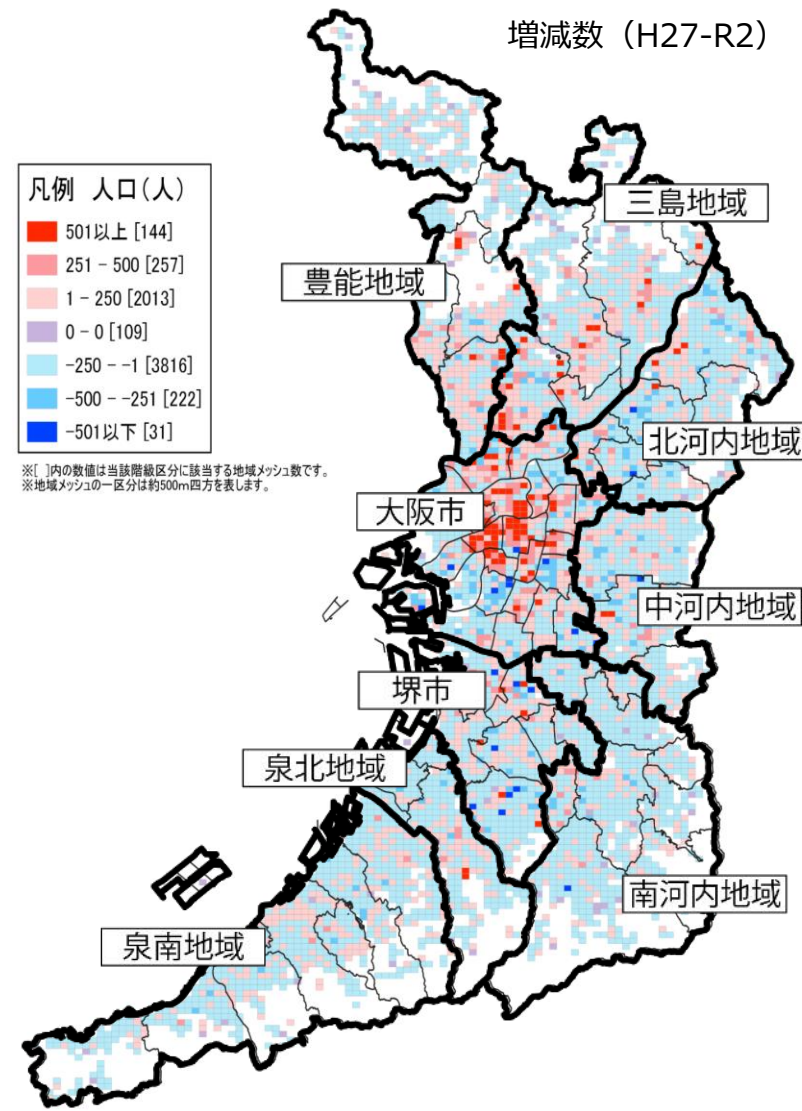 増減数（H27-R2）
凡例 人口(人)
501以上 [144]
251 - 500 [257]
1 - 250 [2013]
0 - 0 [109]
-250 - -1 [3816]
-500 - -251 [222]
-501以下 [31]
※[ ]内の数値は当該階級区分に該当する地域メッシュ数です。
※地域メッシュの一区分は約500m四方を表します。
三島地域
豊能地域
北河内地域
大阪市
中河内地域
堺市
泉北地域
南河内地域
泉南地域